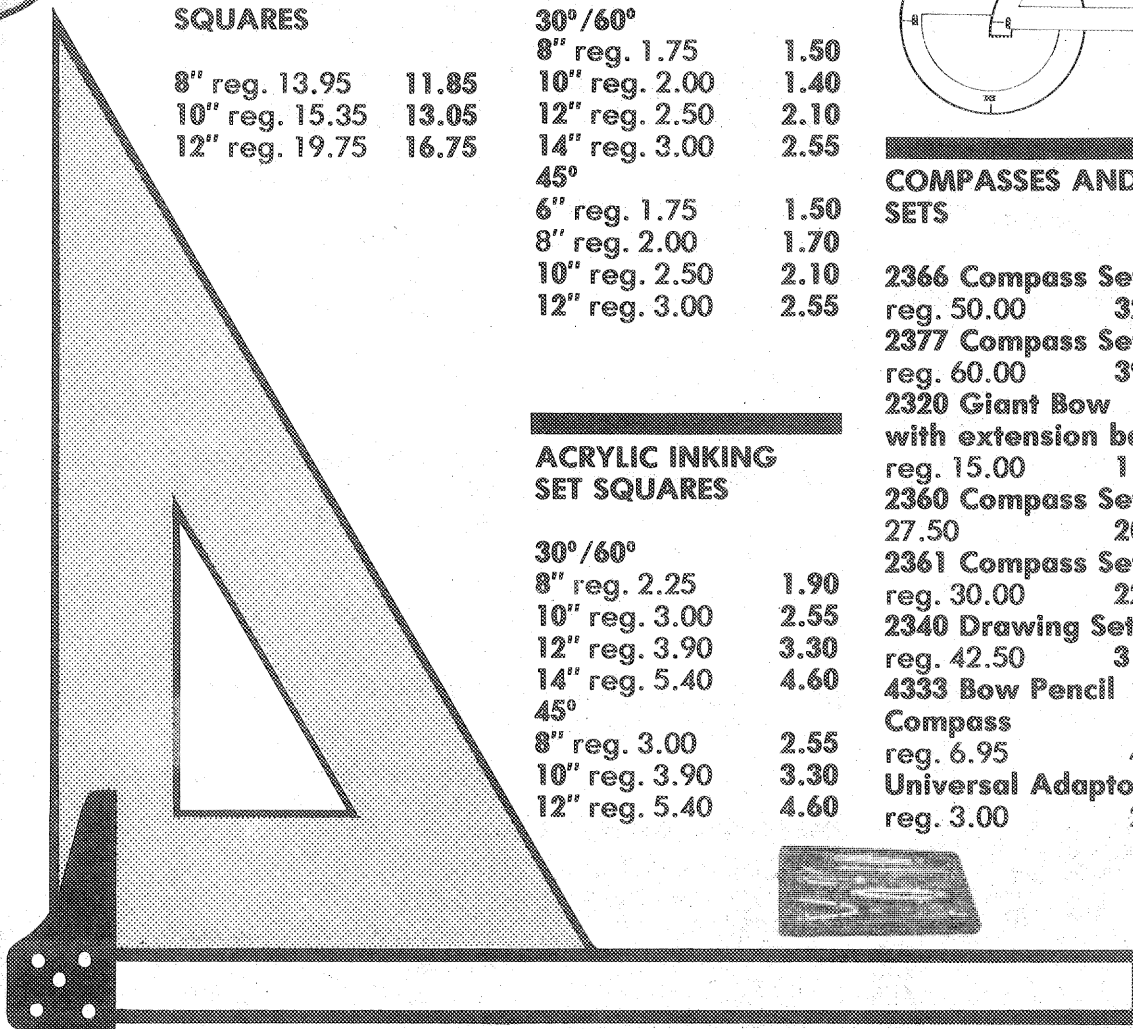 SQUARES
8" reg. 13.95 11.85
10" reg. 15.35 13.05
12" reg. 19.75 16.75
30°/60°
8" reg. 1.75 1.50
10" reg. 2.00 1.40
12" reg. 2.50 2.10
14" reg. 3.00 2.55
45°
6" reg. 1.75 1.50
8" reg. 2.00 1.70
10" reg. 2.50 2.10
12" reg. 3.00 2.55
ACRYLIC INKING
SET SQUARES
30°/60°
8" reg. 2.25 1.90
10" reg. 3.00 2.55
12" reg. 3.90 3.30
14" reg. 5.40 4.60
45°
8" reg. 3.00 2.55
10" reg. 3.90 3.30
12" reg. 5.40 4.60
COMPASSES AND
SETS
2366 Compass
reg. 50.00
2377 Compass
reg. 60.00
2320 Giant Bow
with extension
reg. 15.00
2360 Compass
27.50
2361 Compass
reg. 30.00
2340 Drawing Set
reg. 42.50
4333 Bow Pencil
Compass
reg. 6.95
Universal
reg. 3.00